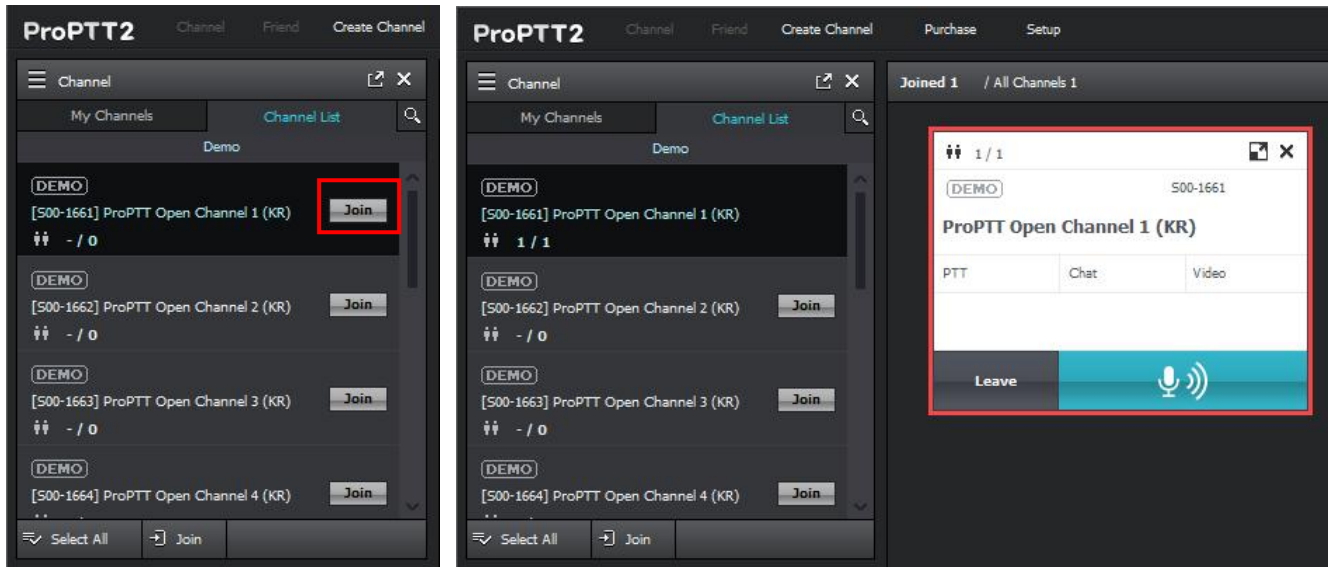 ProPTT2 Channel Friend Create Channel
Channel
My Channels Channel List
Demo
DEMO
[S00-1661] ProPTT Open Channel 1 (KR) Join
- / 0
DEMO
[S00-1662] ProPTT Open Channel 2 (KR) Join
- / 0
DEMO
[S00-1663] ProPTT Open Channel 3 (KR) Join
- / 0
DEMO
[S00-1664] ProPTT Open Channel 4 (KR) Join
Select All Join
ProPTT2 Channel Friend Create Channel Purchase Setup
Channel
My Channels Channel List
Demo
DEMO
[S00-1661] ProPTT Open Channel 1 (KR)
1 / 1
DEMO
[S00-1662] ProPTT Open Channel 2 (KR) Join
- / 0
DEMO
[S00-1663] ProPTT Open Channel 3 (KR) Join
- / 0
DEMO
[S00-1664] ProPTT Open Channel 4 (KR) Join
Select All Join
Joined 1 / All Channels 1
1 / 1
DEMO S00-1661
ProPTT Open Channel 1 (KR)
PTT Chat Video
Leave